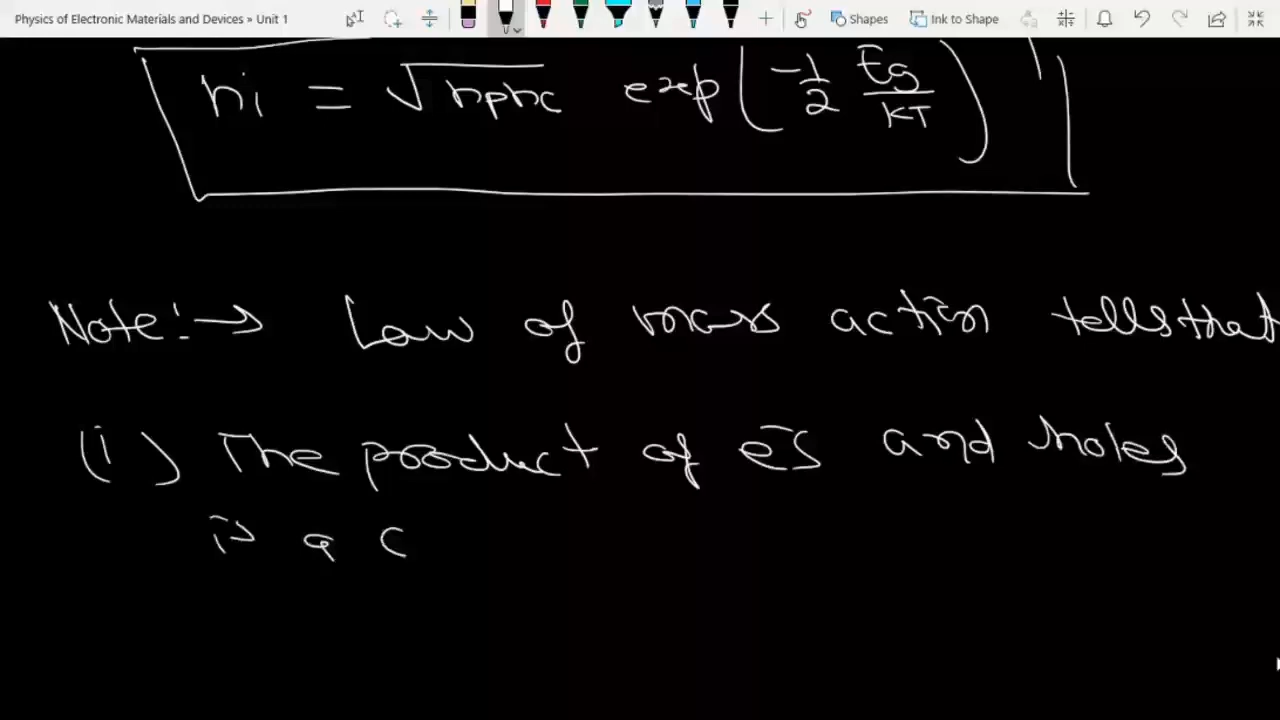 Physics of Electronic Materials and Devices » Unit 1
Shapes
Ink to Shape
ni = √npnc exp(-1/2 Eg/KT)
Note:→ Law of mass action tells that
(i) The product of e⁻s and holes
is a c